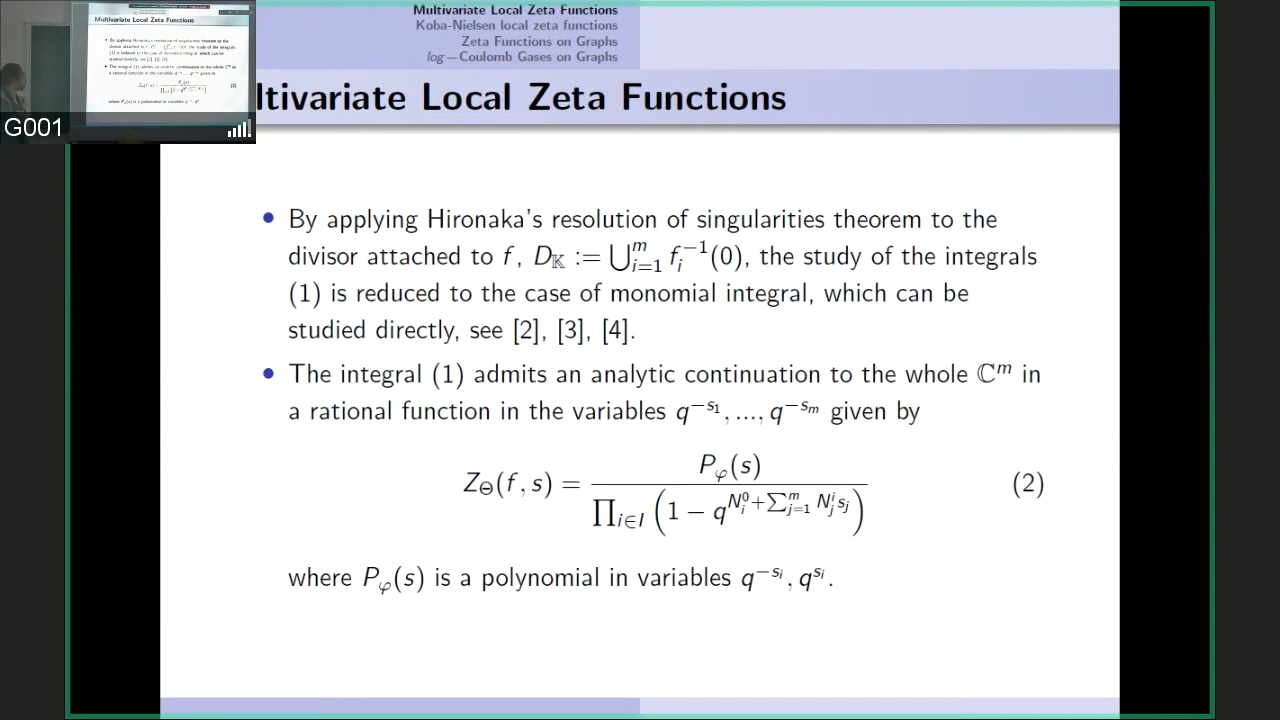 Multivariate Local Zeta Functions
Koba-Nielsen local zeta functions
Zeta Functions on Graphs
log−Coulomb Gases on Graphs
ltivariate Local Zeta Functions
G001
Multivariate Local Zeta Functions
• By applying Hironaka's resolution of singularities theorem to the
divisor attached to f, D_𝕂 := ⋃_{i=1}^{m} f_i^{−1}(0), the study of the integrals
(1) is reduced to the case of monomial integral, which can be
studied directly, see [2], [3], [4].
• The integral (1) admits an analytic continuation to the whole ℂ^m in
a rational function in the variables q^{−s_1}, ..., q^{−s_m} given by
Z_Θ(f, s) = P_φ(s) / ∏_{i∈I} (1 − q^{N_i^0 + ∑_{j=1}^{m} N_j^i s_j}) (2)
where P_φ(s) is a polynomial in variables q^{−s_i}, q^{s_i}.